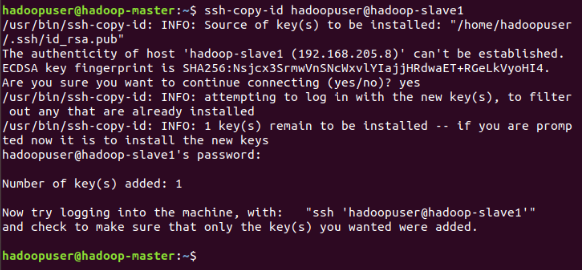 hadoopuser@hadoop-master:~$ ssh-copy-id hadoopuser@hadoop-slave1
/usr/bin/ssh-copy-id: INFO: Source of key(s) to be installed: "/home/hadoopuser
/.ssh/id_rsa.pub"
The authenticity of host 'hadoop-slave1 (192.168.205.8)' can't be established.
ECDSA key fingerprint is SHA256:Nsjcx3SrmwVnSNcWxvlYIajjHRdwaET+RGeLkVyoHI4.
Are you sure you want to continue connecting (yes/no)? yes
/usr/bin/ssh-copy-id: INFO: attempting to log in with the new key(s), to filter
 out any that are already installed
/usr/bin/ssh-copy-id: INFO: 1 key(s) remain to be installed -- if you are promp
ted now it is to install the new keys
hadoopuser@hadoop-slave1's password:
Number of key(s) added: 1
Now try logging into the machine, with:   "ssh 'hadoopuser@hadoop-slave1'"
and check to make sure that only the key(s) you wanted were added.
hadoopuser@hadoop-master:~$